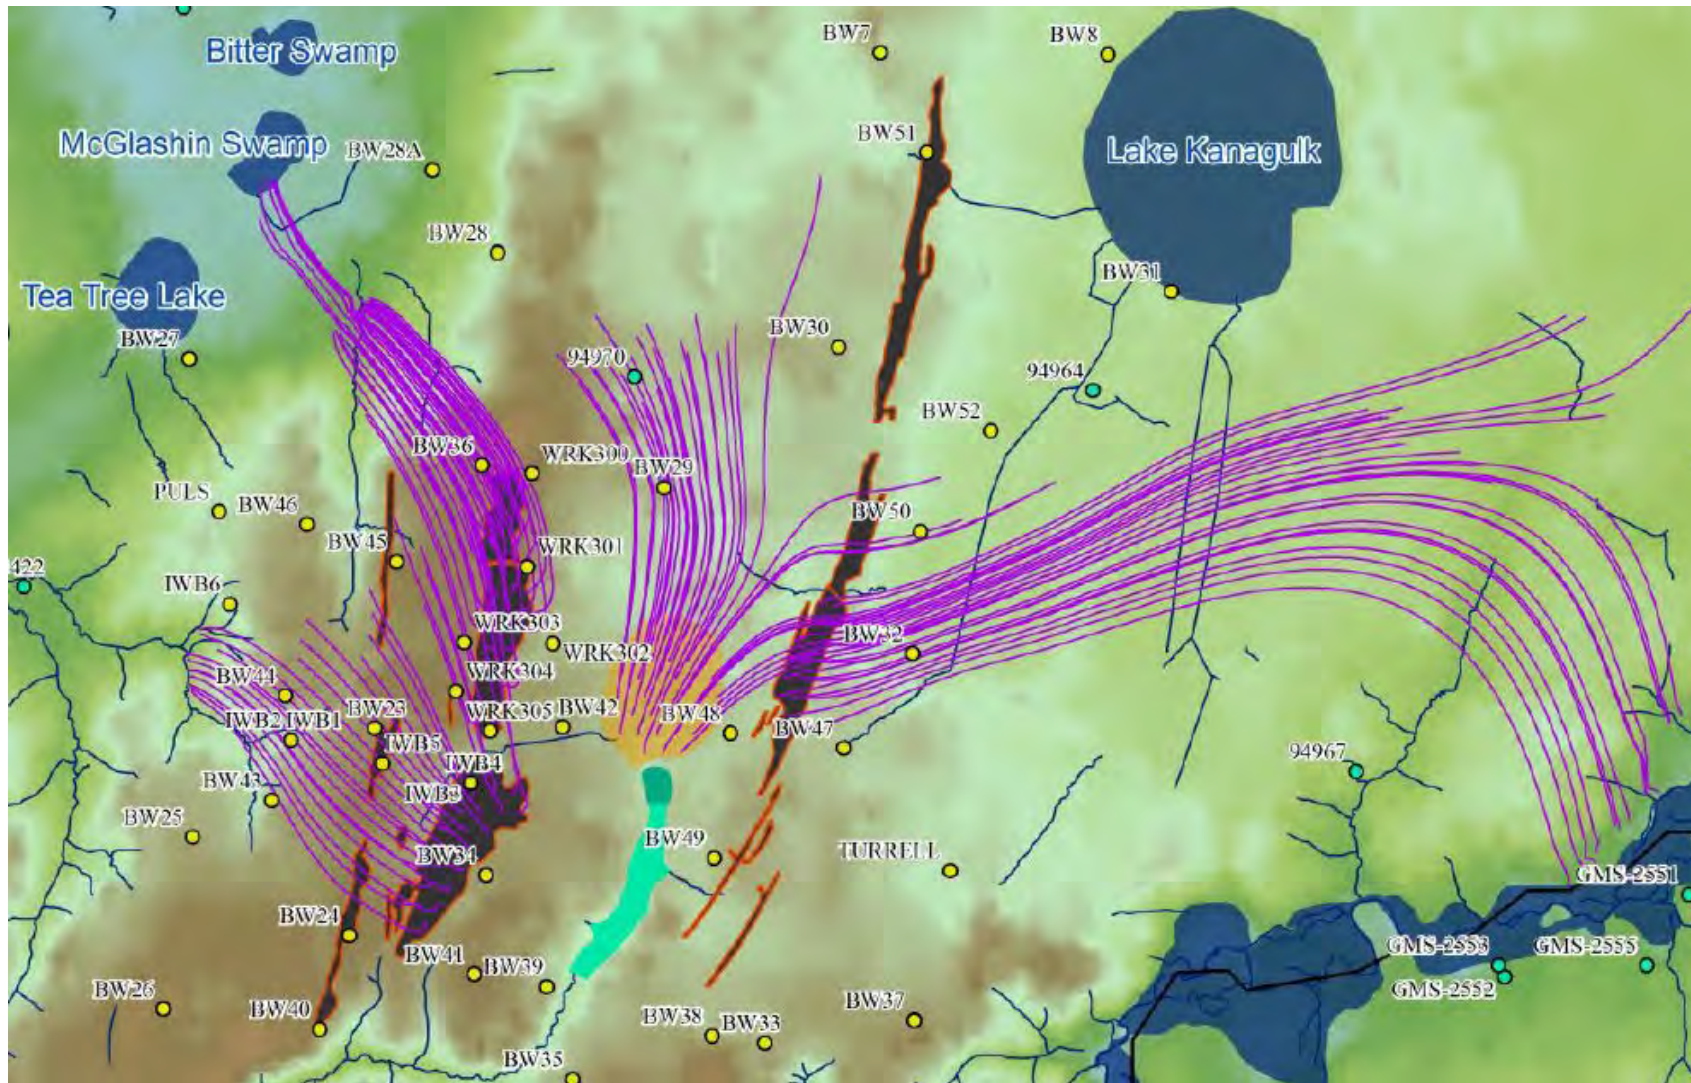 BW7
BW8
Bitter Swamp
BW51
McGlashin Swamp
BW28A
Lake Kanagulk
BW28
BW31
Tea Tree Lake
BW27
BW30
94970
94964
BW52
BW36
WRK300
BW29
PULS
BW46
BW50
BW45
WRK301
422
IWB6
WRK303
BW32
WRK302
BW44
WRK304
IWB2
IWB1
BW23
WRK305
BW42
BW48
BW47
IWB5
94967
BW43
IWB4
IWB3
BW25
BW49
TURRELL
BW34
GMS-2551
BW24
GMS-2553
GMS-2555
BW41
BW39
GMS-2552
BW26
BW40
BW38
BW33
BW37
BW35